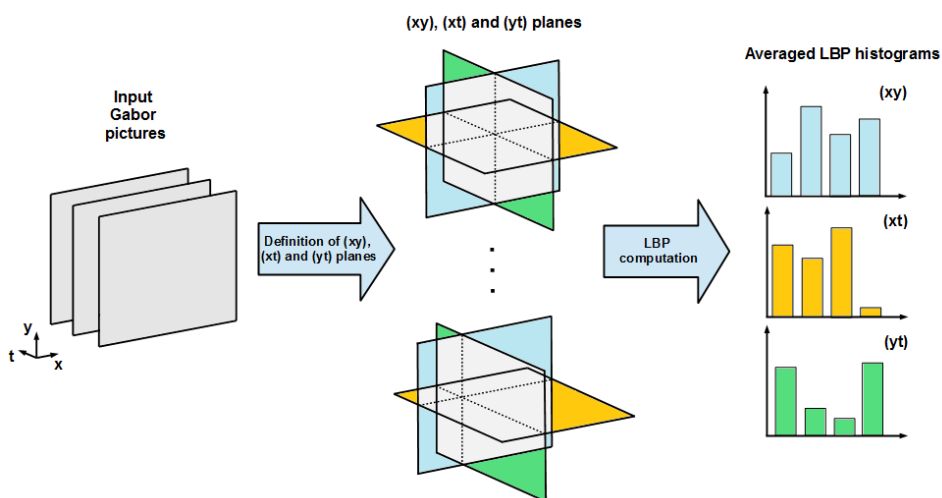 (xy), (xt) and (yt) planes
Averaged LBP histograms
Input
Gabor
pictures
(xy)
Definition of (xy),
(xt) and (yt) planes
LBP
computation
(xt)
y
t
x
(yt)